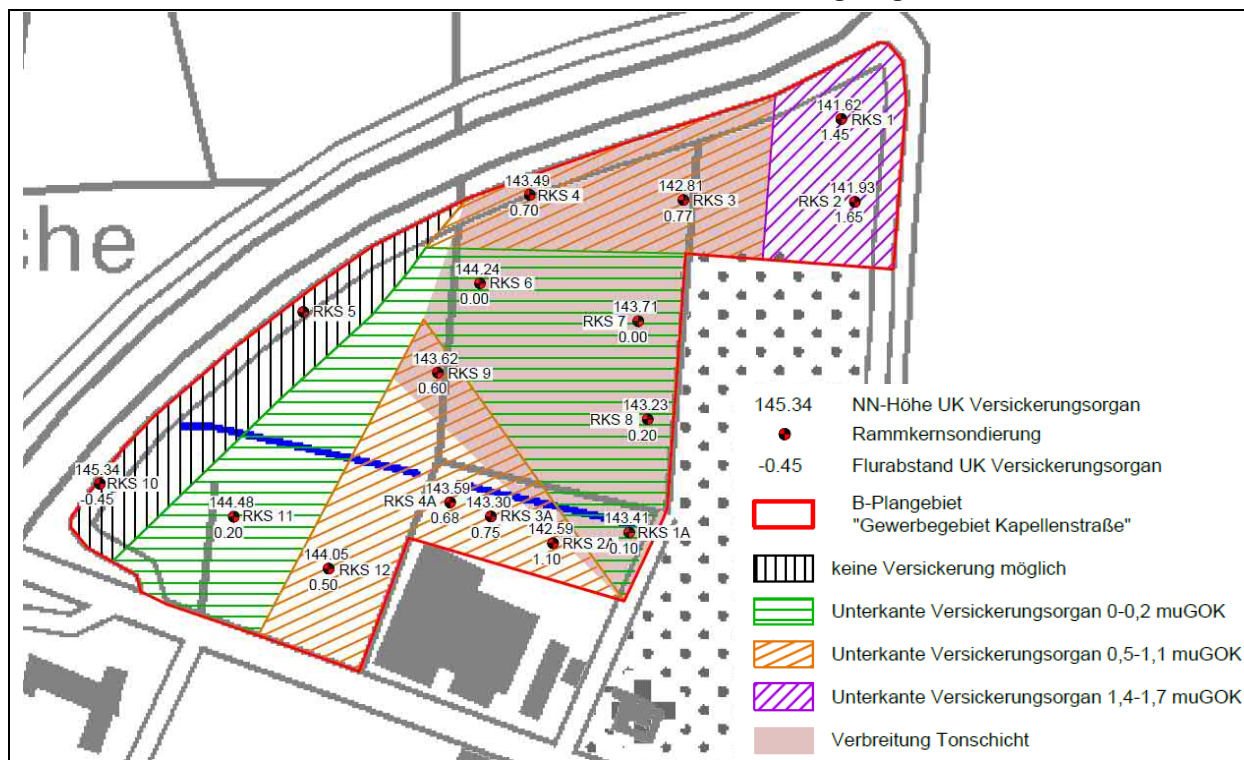 che
141.62
RKS 1
1.45
141.93
RKS 2
1.65
143.49
RKS 4
0.70
142.81
RKS 3
0.77
144.24
RKS 6
0.00
143.71
RKS 7
0.00
RKS 5
143.62
RKS 9
0.60
143.23
RKS 8
0.20
145.34
RKS 10
-0.45
144.48
RKS 11
0.20
143.59
RKS 4A
0.68
143.30
RKS 3A
0.75
142.59
RKS 2A
1.10
143.41
RKS 1A
0.10
144.05
RKS 12
0.50
145.34 NN-Höhe UK Versickerungsorgan
Rammkernsondierung
-0.45 Flurabstand UK Versickerungsorgan
B-Plangebiet
"Gewerbegebiet Kapellenstraße"
keine Versickerung möglich
Unterkante Versickerungsorgan 0-0,2 muGOK
Unterkante Versickerungsorgan 0,5-1,1 muGOK
Unterkante Versickerungsorgan 1,4-1,7 muGOK
Verbreitung Tonschicht